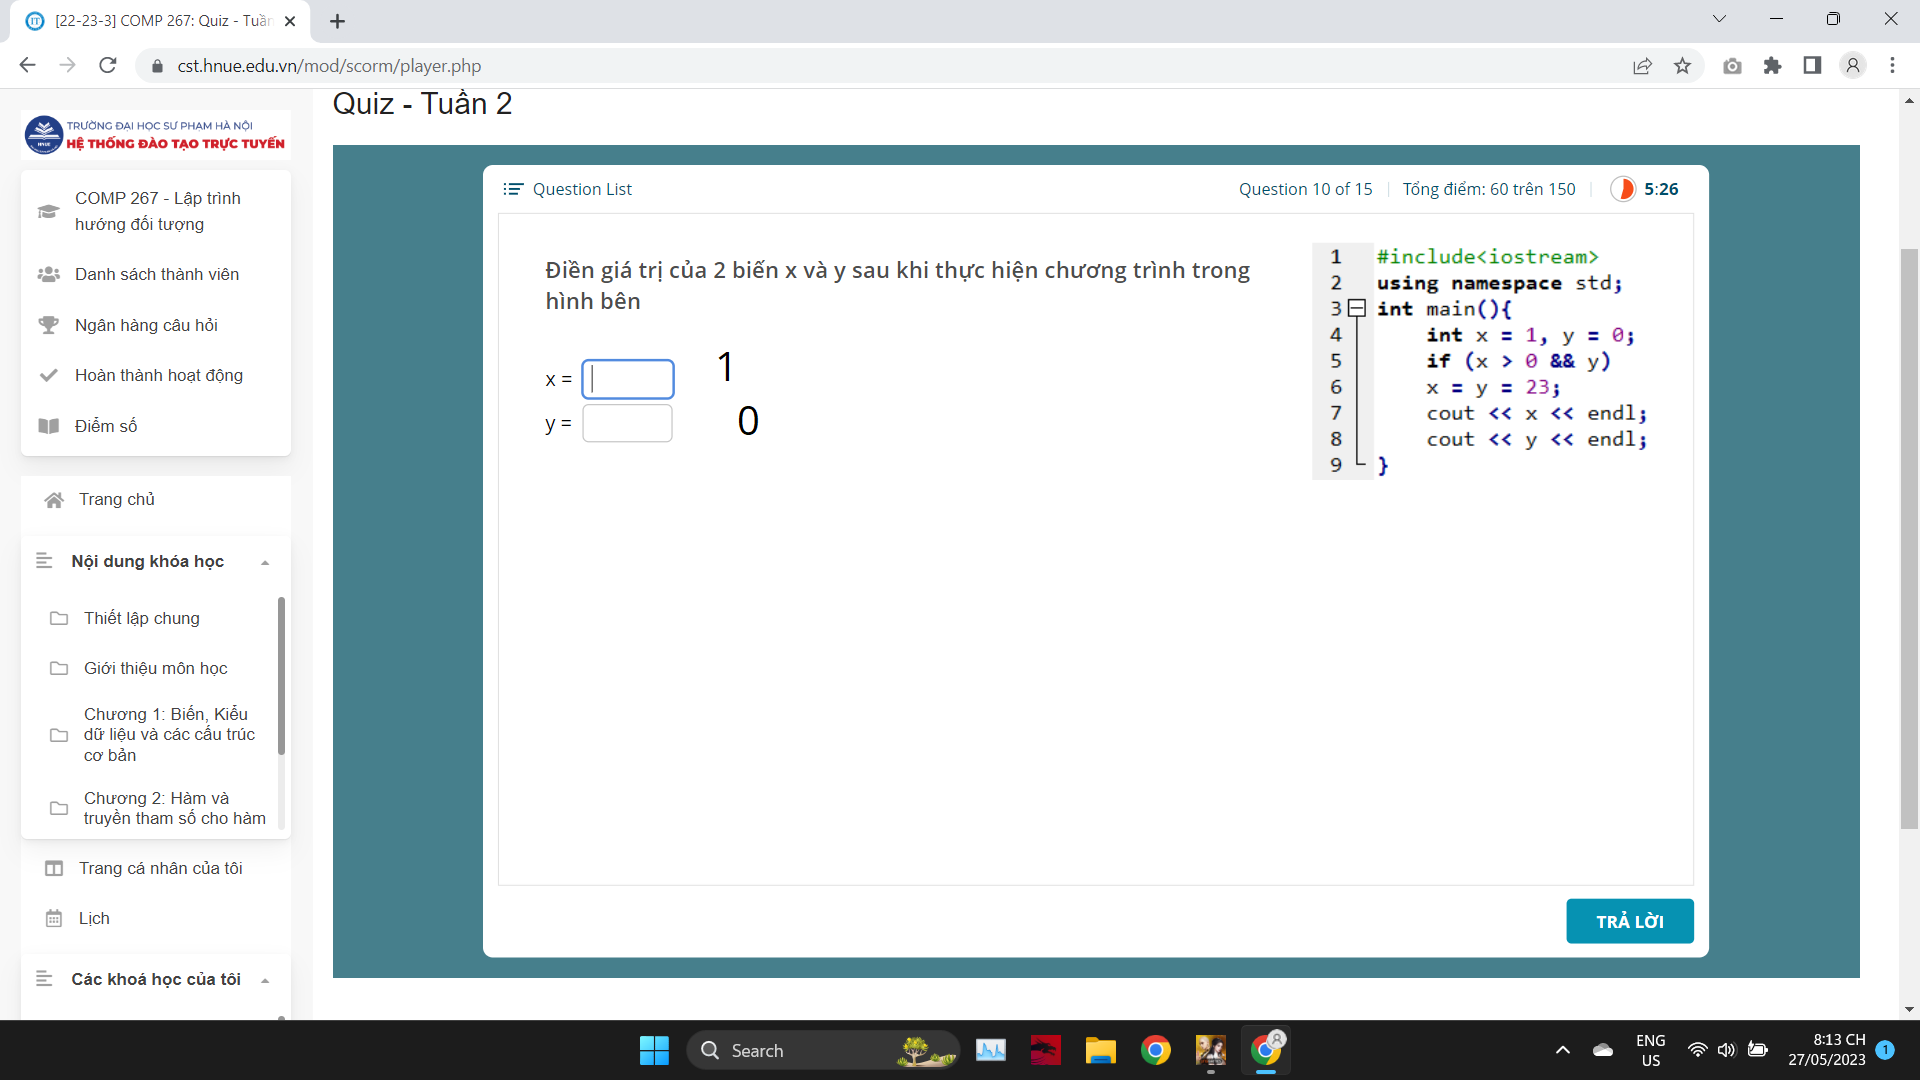 [22-23-3] COMP 267: Quiz - Tuần
cst.hnue.edu.vn/mod/scorm/player.php
TRƯỜNG ĐẠI HỌC SƯ PHẠM HÀ NỘI
HỆ THỐNG ĐÀO TẠO TRỰC TUYẾN
HNUE
COMP 267 - Lập trình
hướng đối tượng
Danh sách thành viên
Ngân hàng câu hỏi
Hoàn thành hoạt động
Điểm số
Trang chủ
Nội dung khóa học
Thiết lập chung
Giới thiệu môn học
Chương 1: Biến, Kiểu
dữ liệu và các cấu trúc
cơ bản
Chương 2: Hàm và
truyền tham số cho hàm
Trang cá nhân của tôi
Lịch
Các khoá học của tôi
Quiz - Tuần 2
Question List
Question 10 of 15
Tổng điểm: 60 trên 150
5:26
Điền giá trị của 2 biến x và y sau khi thực hiện chương trình trong
hình bên
x = 1
y = 0
1 #include<iostream>
2 using namespace std;
3 int main(){
4 int x = 1, y = 0;
5 if (x > 0 && y)
6 x = y = 23;
7 cout << x << endl;
8 cout << y << endl;
9 }
TRẢ LỜI
Search
ENG
US
8:13 CH
27/05/2023
1